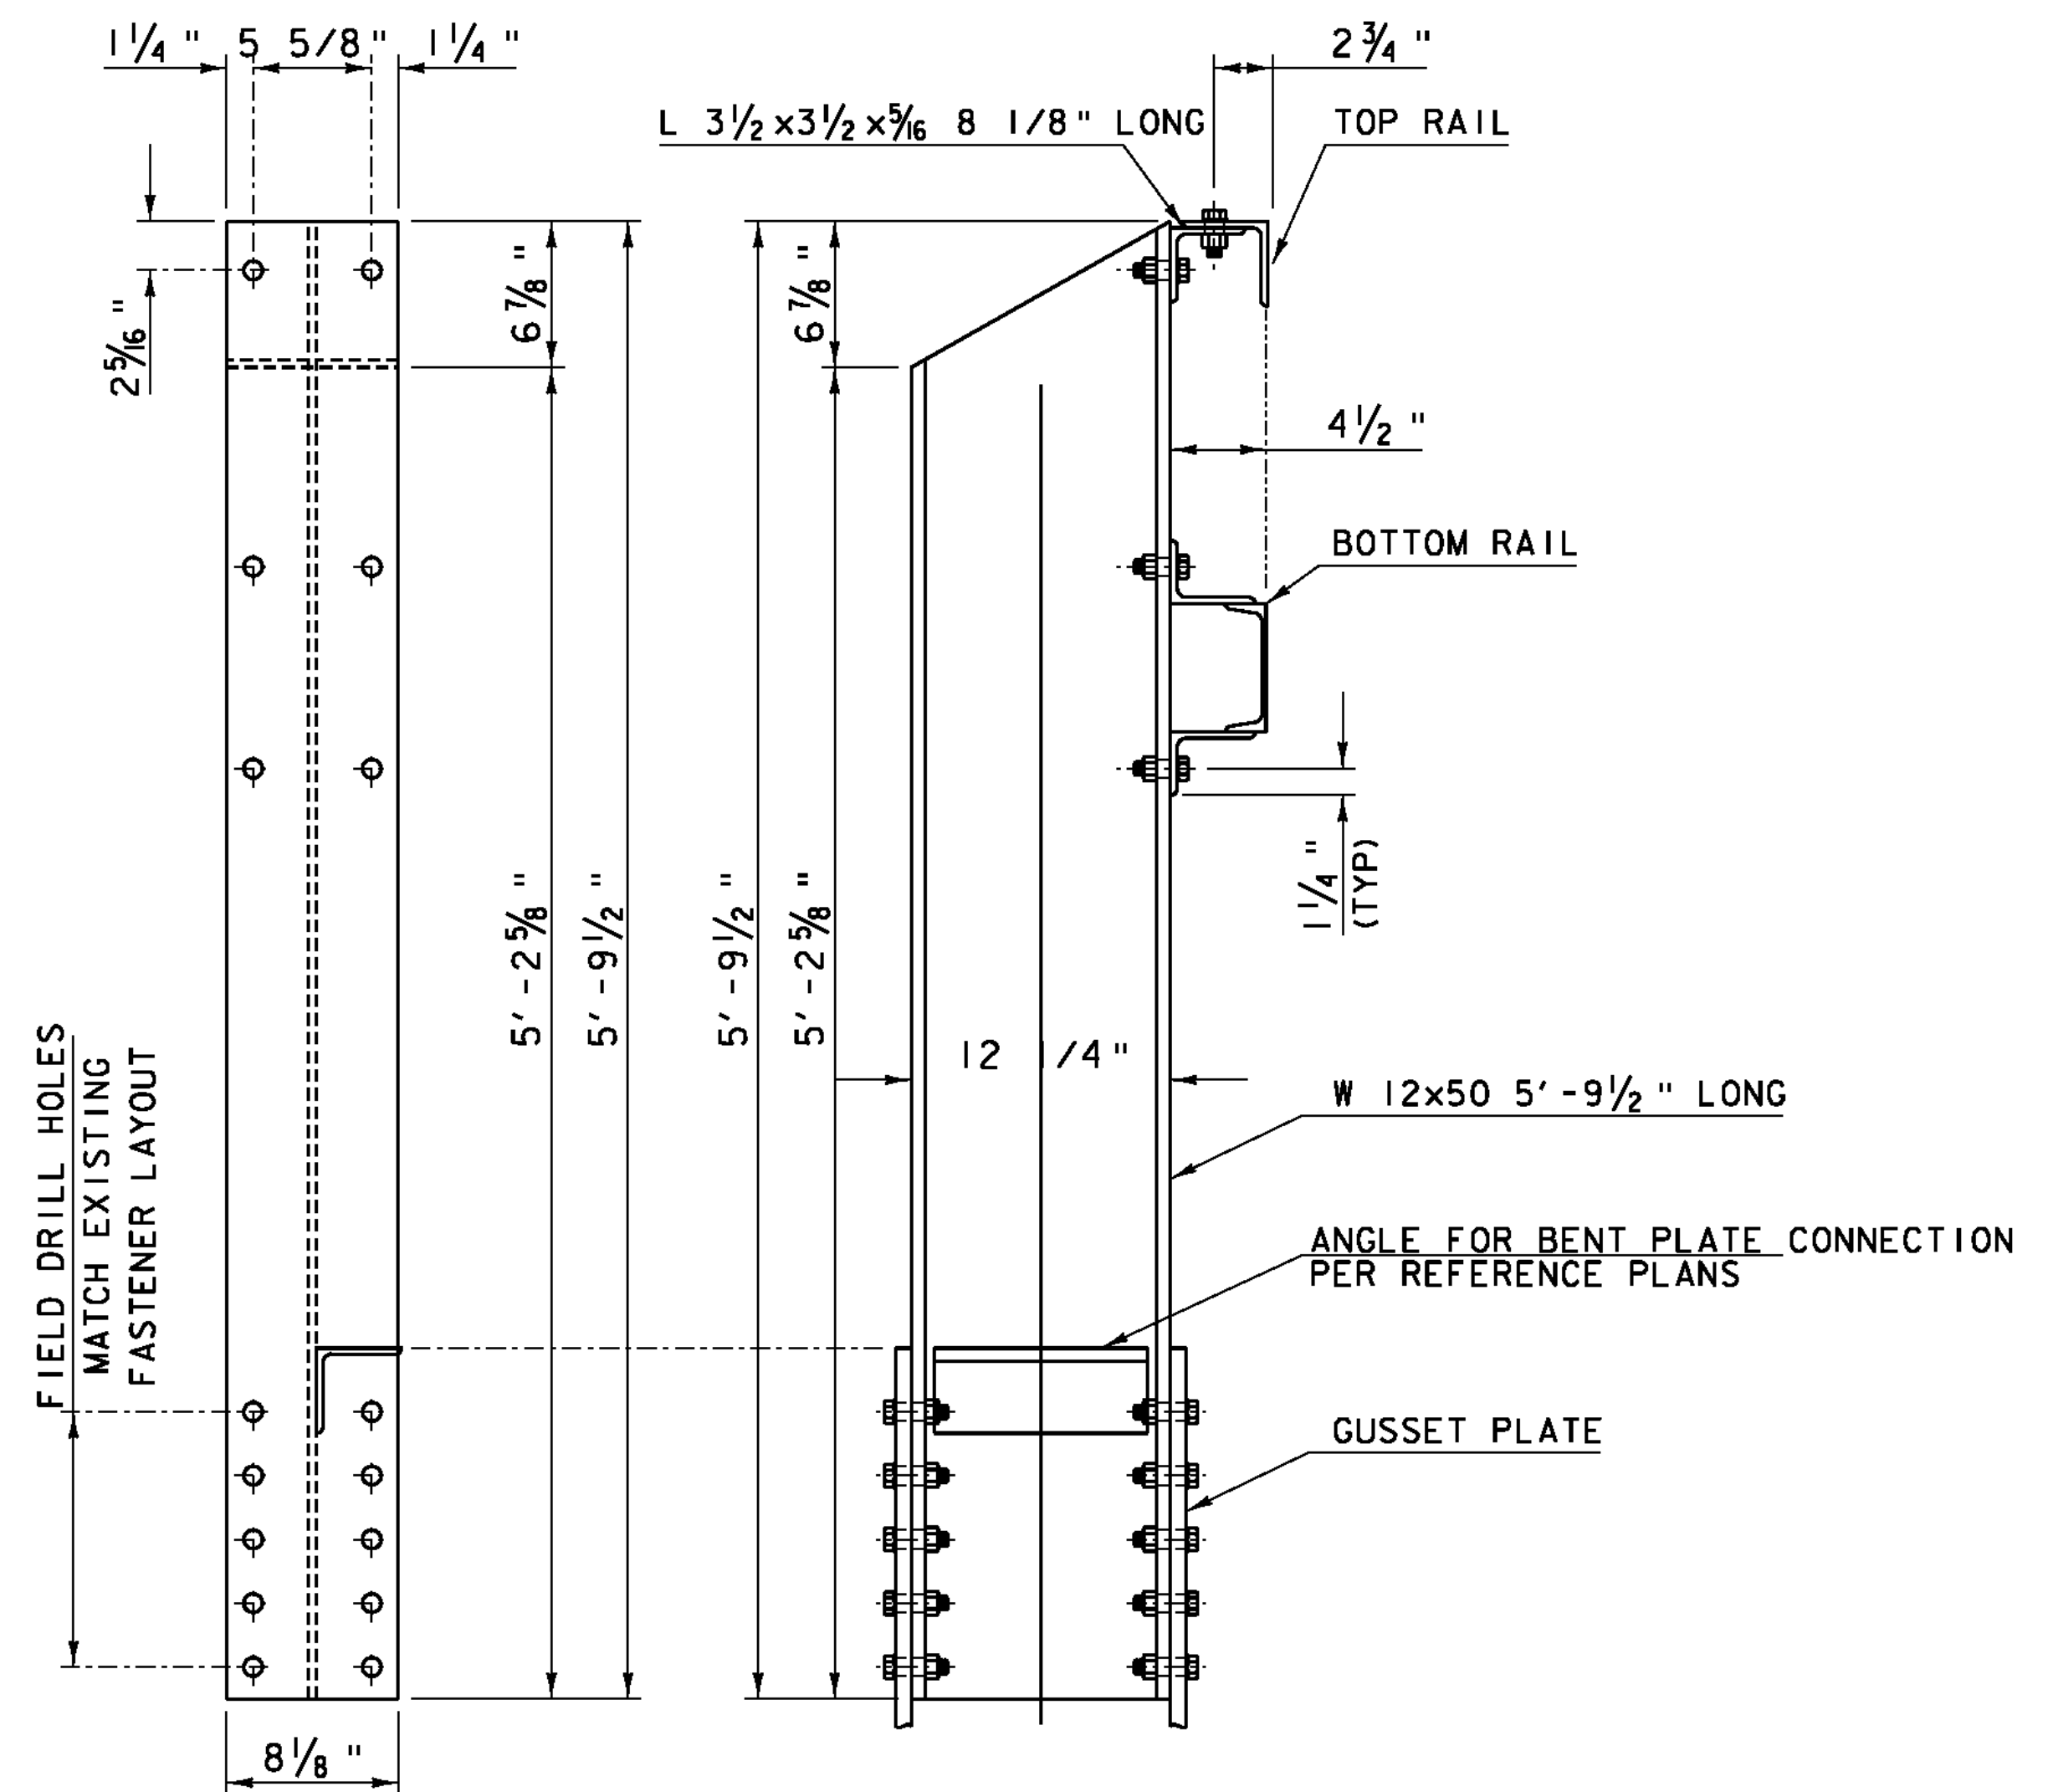 1 1/4 " 5 5/8" 1 1/4 "
2 3/4 "
L 3 1/2 x3 1/2 x 5/16 8 1/8" LONG
TOP RAIL
2 5/16 "
6 7/8 "
6 7/8 "
4 1/2 "
BOTTOM RAIL
1 1/4 "
(TYP)
5'-2 5/8 "
5'-9 1/2 "
5'-9 1/2 "
5'-2 5/8 "
12 1/4"
FIELD DRILL HOLES
MATCH EXISTING
FASTENER LAYOUT
W 12x50 5'-9 1/2 " LONG
ANGLE FOR BENT PLATE CONNECTION
PER REFERENCE PLANS
GUSSET PLATE
8 1/8 "